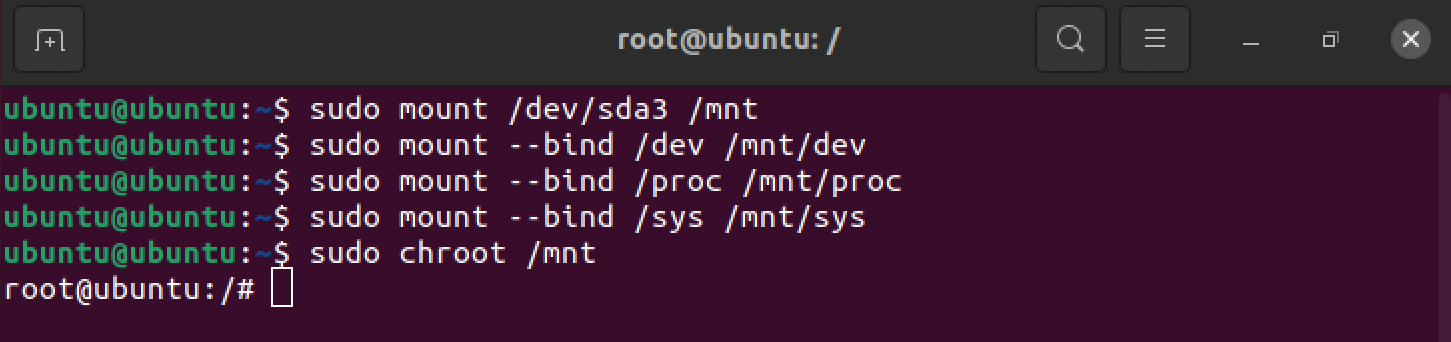 root@ubuntu: /
ubuntu@ubuntu:~$ sudo mount /dev/sda3 /mnt
ubuntu@ubuntu:~$ sudo mount --bind /dev /mnt/dev
ubuntu@ubuntu:~$ sudo mount --bind /proc /mnt/proc
ubuntu@ubuntu:~$ sudo mount --bind /sys /mnt/sys
ubuntu@ubuntu:~$ sudo chroot /mnt
root@ubuntu:/#